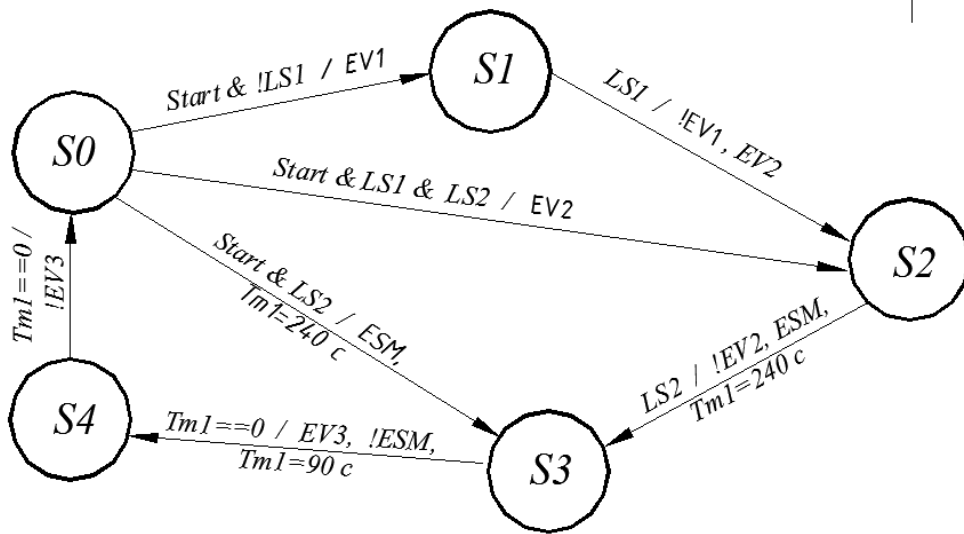 S1
Start & !LS1 / EV1
LS1 / !EV1, EV2
S0
Start & LS1 & LS2 / EV2
S2
Tm1==0 /
!EV3
Start & LS2 / ESM,
Tm1=240 c
LS2 / !EV2, ESM,
Tm1=240 c
S4
Tm1==0 / EV3, !ESM,
Tm1=90 c
S3